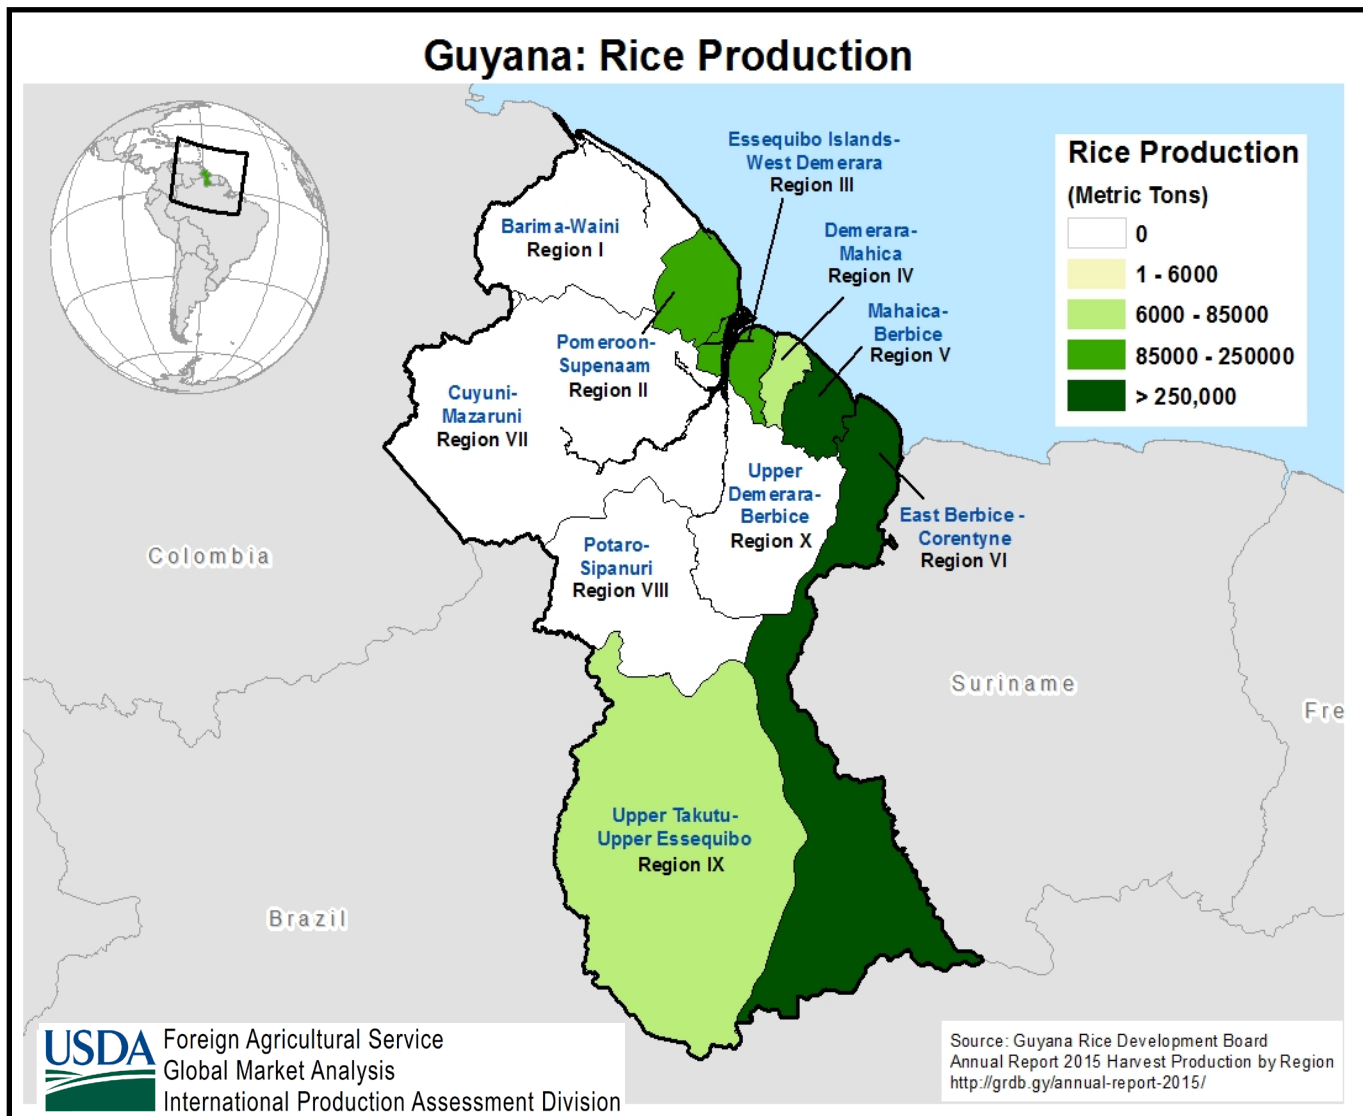 Guyana: Rice Production
Essequibo Islands-
West Demerara
Region III
Rice Production
(Metric Tons)
0
1 - 6000
6000 - 85000
85000 - 250000
> 250,000
Barima-Waini
Region I
Demerara-
Mahica
Region IV
Mahaica-
Berbice
Region V
Pomeroon-
Supenaam
Region II
Cuyuni-
Mazaruni
Region VII
Upper
Demerara-
Berbice
Region X
East Berbice -
Corentyne
Region VI
Potaro-
Sipanuri
Region VIII
Colombia
Suriname
Fre
Upper Takutu-
Upper Essequibo
Region IX
Brazil
USDA
Foreign Agricultural Service
Global Market Analysis
International Production Assessment Division
Source: Guyana Rice Development Board
Annual Report 2015 Harvest Production by Region
http://grdb.gy/annual-report-2015/